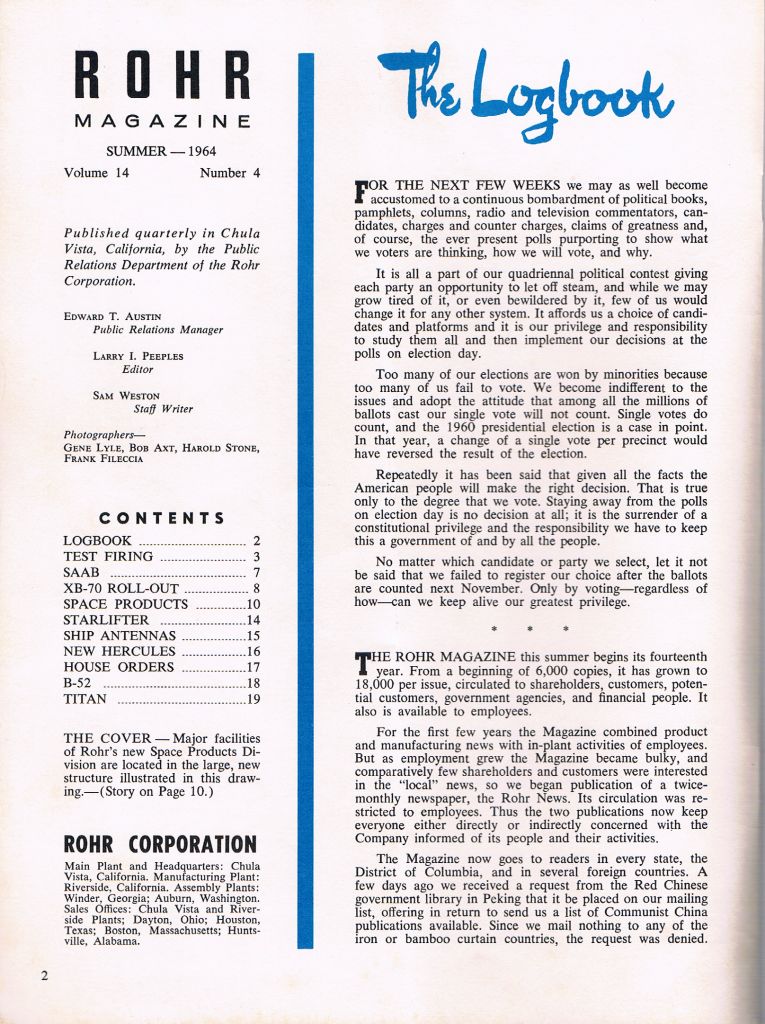 ROHR
MAGAZINE
SUMMER — 1964
Volume 14 Number 4
Published quarterly in Chula
Vista, California, by the Public
Relations Department of the Rohr
Corporation.
EDWARD T. AUSTIN
Public Relations Manager
LARRY I. PEEPLES
Editor
SAM WESTON
Staff Writer
Photographers—
GENE LYLE, BOB AXT, HAROLD STONE,
FRANK FILECCIA
CONTENTS
LOGBOOK ............................ 2
TEST FIRING ....................... 3
SAAB .................................... 7
XB-70 ROLL-OUT ................. 8
SPACE PRODUCTS .............10
STARLIFTER .......................14
SHIP ANTENNAS .................15
NEW HERCULES .................16
HOUSE ORDERS .................17
B-52 ......................................18
TITAN ..................................19
THE COVER — Major facilities
of Rohr's new Space Products Di-
vision are located in the large, new
structure illustrated in this draw-
ing.—(Story on Page 10.)
ROHR CORPORATION
Main Plant and Headquarters: Chula
Vista, California. Manufacturing Plant:
Riverside, California. Assembly Plants:
Winder, Georgia; Auburn, Washington.
Sales Offices: Chula Vista and River-
side Plants; Dayton, Ohio; Houston,
Texas; Boston, Massachusetts; Hunts-
ville, Alabama.
2
The Logbook
FOR THE NEXT FEW WEEKS we may as well become
accustomed to a continuous bombardment of political books,
pamphlets, columns, radio and television commentators, can-
didates, charges and counter charges, claims of greatness and,
of course, the ever present polls purporting to show what
we voters are thinking, how we will vote, and why.
It is all a part of our quadriennal political contest giving
each party an opportunity to let off steam, and while we may
grow tired of it, or even bewildered by it, few of us would
change it for any other system. It affords us a choice of candi-
dates and platforms and it is our privilege and responsibility
to study them all and then implement our decisions at the
polls on election day.
Too many of our elections are won by minorities because
too many of us fail to vote. We become indifferent to the
issues and adopt the attitude that among all the millions of
ballots cast our single vote will not count. Single votes do
count, and the 1960 presidential election is a case in point.
In that year, a change of a single vote per precinct would
have reversed the result of the election.
Repeatedly it has been said that given all the facts the
American people will make the right decision. That is true
only to the degree that we vote. Staying away from the polls
on election day is no decision at all; it is the surrender of a
constitutional privilege and the responsibility we have to keep
this a government of and by all the people.
No matter which candidate or party we select, let it not
be said that we failed to register our choice after the ballots
are counted next November. Only by voting—regardless of
how—can we keep alive our greatest privilege.
* * *
THE ROHR MAGAZINE this summer begins its fourteenth
year. From a beginning of 6,000 copies, it has grown to
18,000 per issue, circulated to shareholders, customers, poten-
tial customers, government agencies, and financial people. It
also is available to employees.
For the first few years the Magazine combined product
and manufacturing news with in-plant activities of employees.
But as employment grew the Magazine became bulky, and
comparatively few shareholders and customers were interested
in the "local" news, so we began publication of a twice-
monthly newspaper, the Rohr News. Its circulation was re-
stricted to employees. Thus the two publications now keep
everyone either directly or indirectly concerned with the
Company informed of its people and their activities.
The Magazine now goes to readers in every state, the
District of Columbia, and in several foreign countries. A
few days ago we received a request from the Red Chinese
government library in Peking that it be placed on our mailing
list, offering in return to send us a list of Communist China
publications available. Since we mail nothing to any of the
iron or bamboo curtain countries, the request was denied.